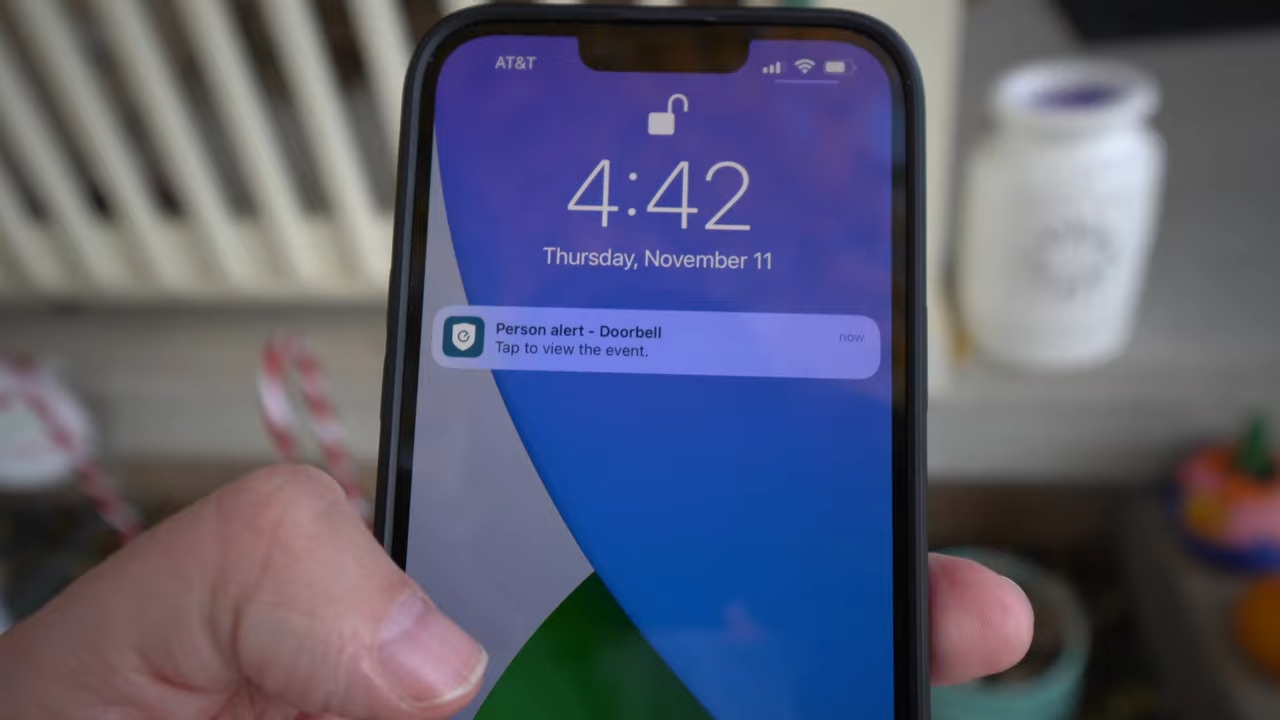 AT&T
4:42
Thursday, November 11
Person alert - Doorbell
now
Tap to view the event.